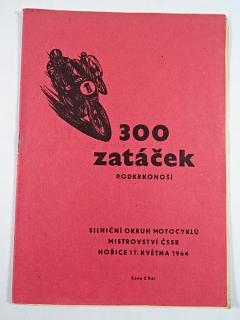 1
300
zatáček
PODKRKONOŠÍ
SILNIČNÍ OKRUH MOTOCYKLŮ
MISTROVSTVÍ ČSSR
HOŘICE 17. KVĚTNA 1964
Cena 2 Kčs